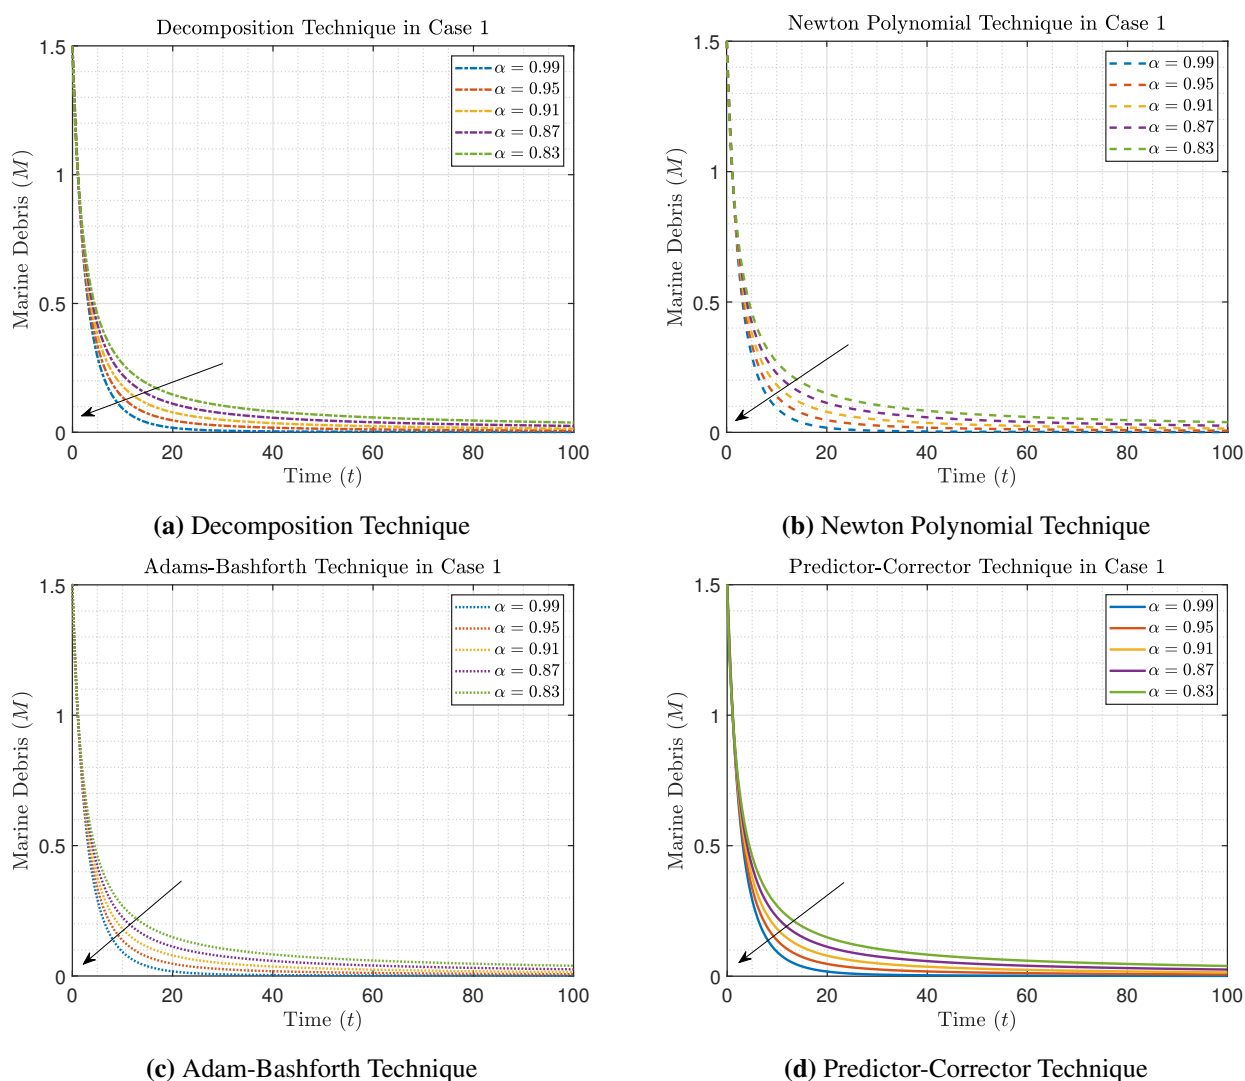 Decomposition Technique in Case 1
Marine Debris (M)
1.5
1
0.5
0
α = 0.99
α = 0.95
α = 0.91
α = 0.87
α = 0.83
0 20 40 60 80 100
Time (t)
(a) Decomposition Technique
Newton Polynomial Technique in Case 1
Marine Debris (M)
1.5
1
0.5
0
α = 0.99
α = 0.95
α = 0.91
α = 0.87
α = 0.83
0 20 40 60 80 100
Time (t)
(b) Newton Polynomial Technique
Adams-Bashforth Technique in Case 1
Marine Debris (M)
1.5
1
0.5
0
α = 0.99
α = 0.95
α = 0.91
α = 0.87
α = 0.83
0 20 40 60 80 100
Time (t)
(c) Adam-Bashforth Technique
Predictor-Corrector Technique in Case 1
Marine Debris (M)
1.5
1
0.5
0
α = 0.99
α = 0.95
α = 0.91
α = 0.87
α = 0.83
0 20 40 60 80 100
Time (t)
(d) Predictor-Corrector Technique